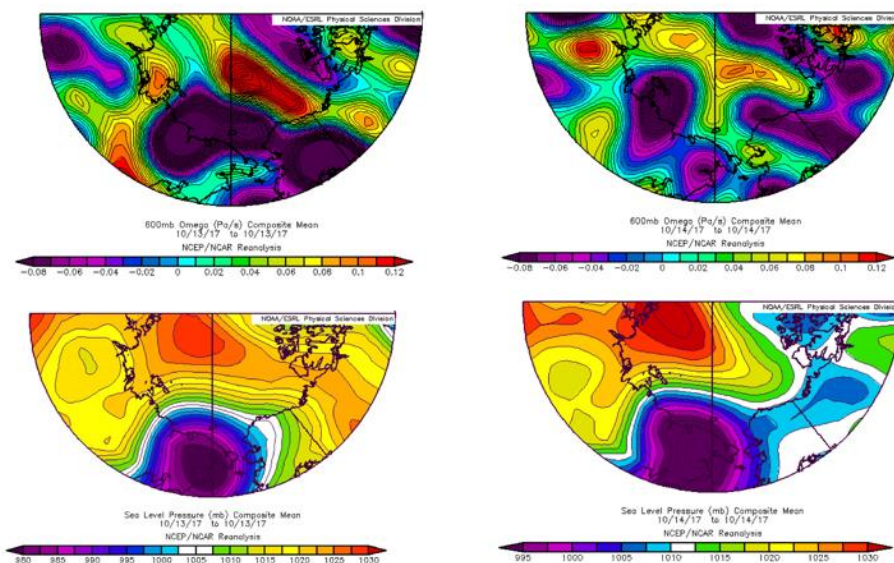 NOAA/ESRL Physical Sciences Division
600mb Omega (Pa/s) Composite Mean
10/13/17 to 10/13/17
NCEP/NCAR Reanalysis
-0.08 -0.06 -0.04 -0.02 0 0.02 0.04 0.06 0.08 0.1 0.12
NOAA/ESRL Physical Sciences Division
600mb Omega (Pa/s) Composite Mean
10/14/17 to 10/14/17
NCEP/NCAR Reanalysis
-0.08 -0.06 -0.04 -0.02 0 0.02 0.04 0.06 0.08 0.1 0.12
NOAA/ESRL Physical Sciences Division
Sea Level Pressure (mb) Composite Mean
10/13/17 to 10/13/17
NCEP/NCAR Reanalysis
980 985 990 995 1000 1005 1010 1015 1020 1025 1030
NOAA/ESRL Physical Sciences Division
Sea Level Pressure (mb) Composite Mean
10/14/17 to 10/14/17
NCEP/NCAR Reanalysis
995 1000 1005 1010 1015 1020 1025 1030